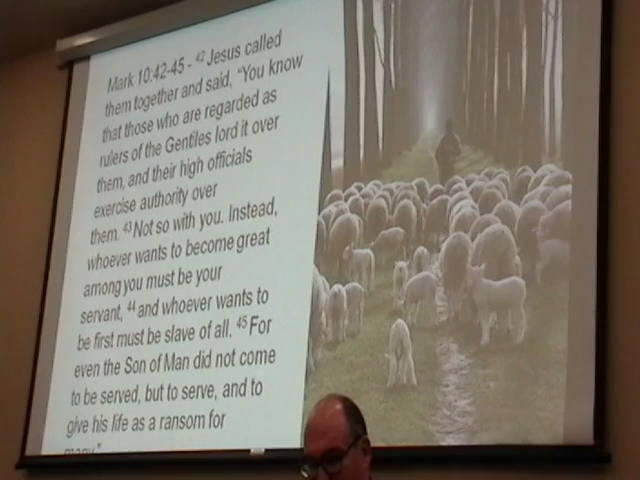 Mark 10:42-45 - 42 Jesus called
them together and said, "You know
that those who are regarded as
rulers of the Gentiles lord it over
them, and their high officials
exercise authority over
them. 43 Not so with you. Instead,
whoever wants to become great
among you must be your
servant, 44 and whoever wants to
be first must be slave of all. 45 For
even the Son of Man did not come
to be served, but to serve, and to
give his life as a ransom for
many."